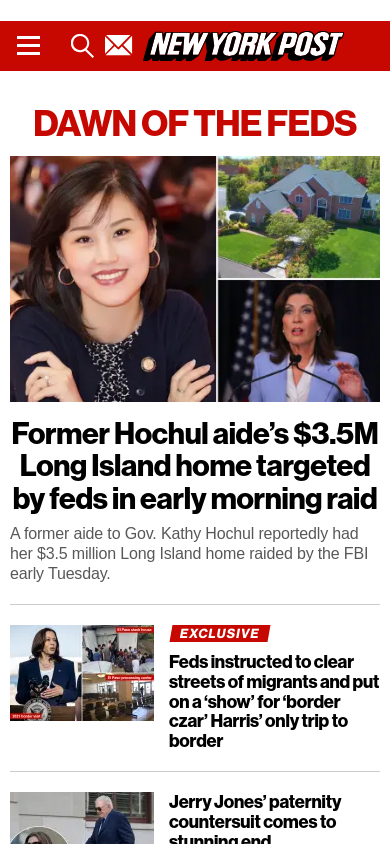 NEW YORK POST
DAWN OF THE FEDS
Former Hochul aide’s $3.5M
Long Island home targeted
by feds in early morning raid
A former aide to Gov. Kathy Hochul reportedly had
her $3.5 million Long Island home raided by the FBI
early Tuesday.
EXCLUSIVE
Feds instructed to clear
streets of migrants and put
on a ‘show’ for ‘border
czar’ Harris’ only trip to
border
Jerry Jones’ paternity
countersuit comes to
stunning end